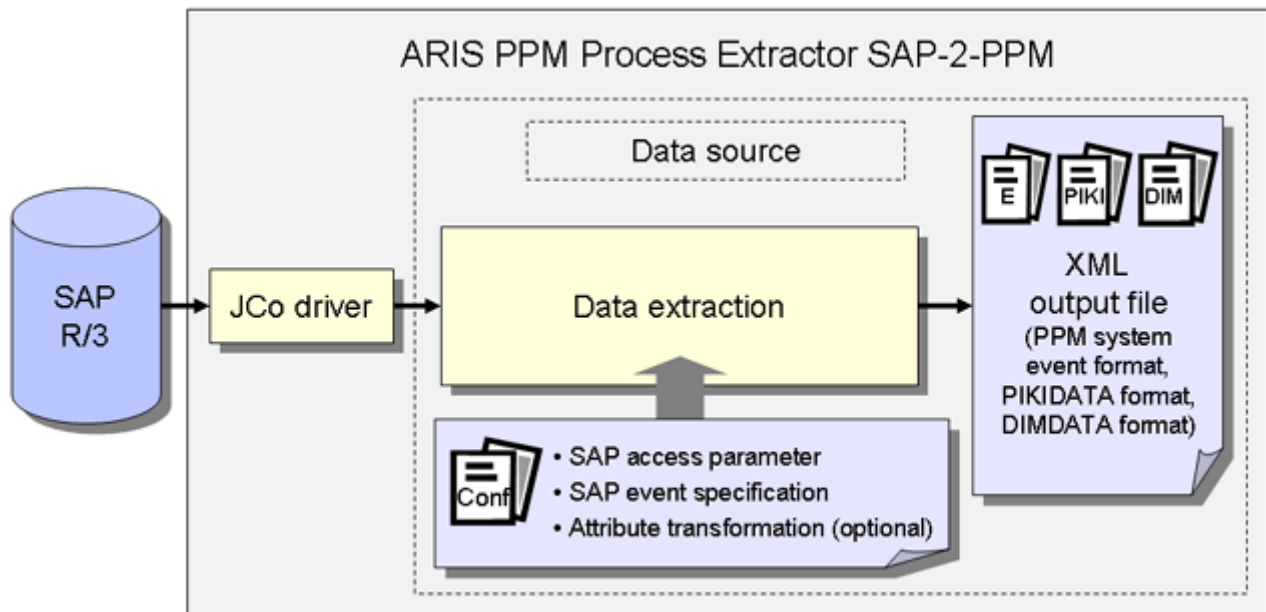 ARIS PPM Process Extractor SAP-2-PPM
Data source
SAP
R/3
JCo driver
Data extraction
E
PIKI
DIM
XML
output file
(PPM system
event format,
PIKIDATA format,
DIMDATA format)
Conf
• SAP access parameter
• SAP event specification
• Attribute transformation (optional)